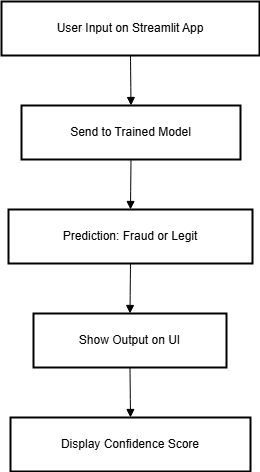 User Input on Streamlit App
Send to Trained Model
Prediction: Fraud or Legit
Show Output on UI
Display Confidence Score